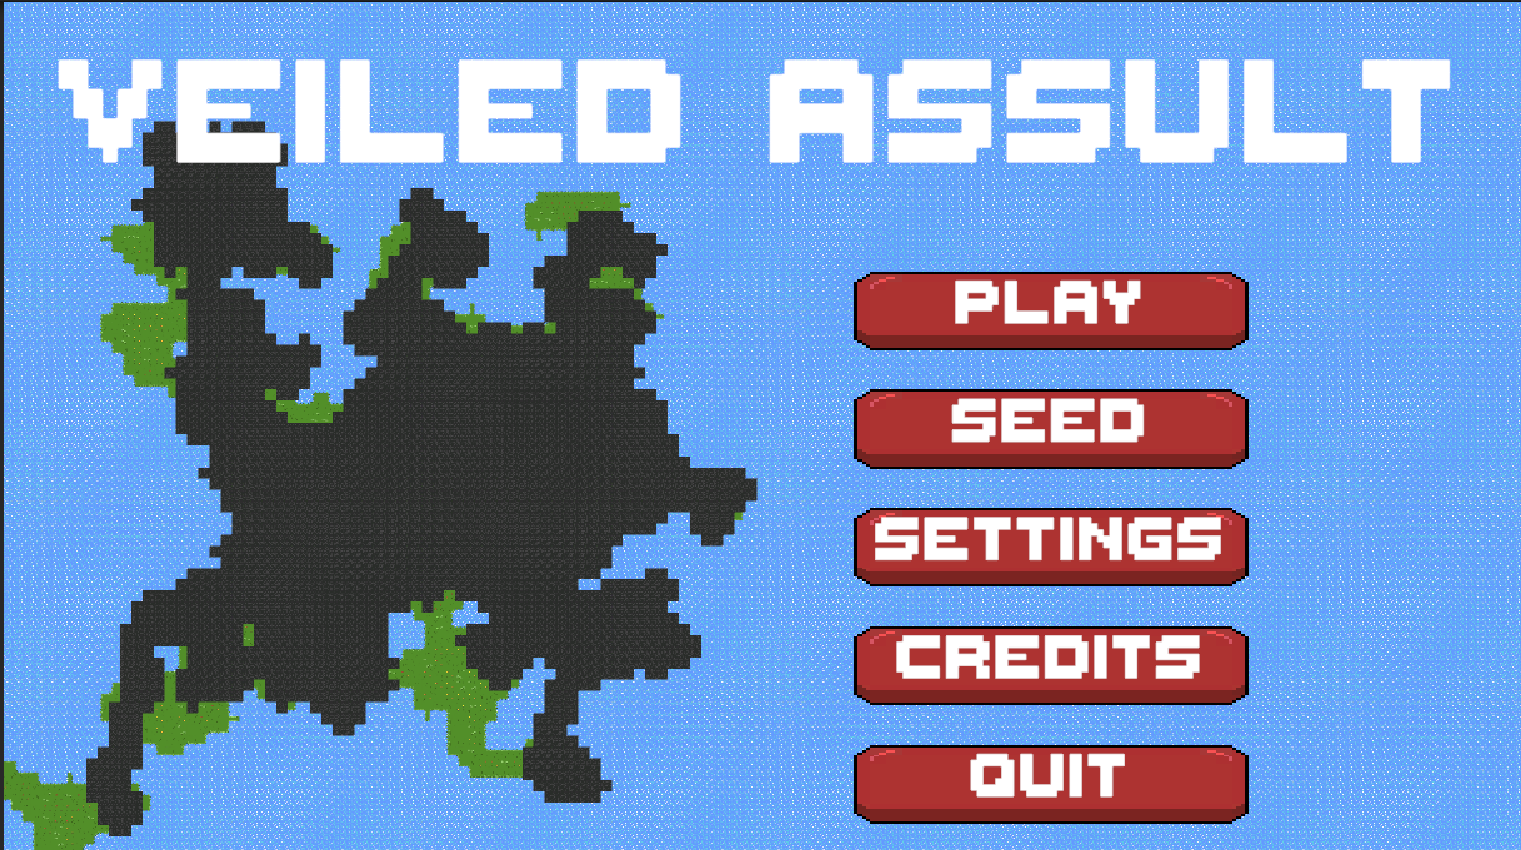 VEILED ASSULT
PLAY
SEED
SETTINGS
CREDITS
QUIT